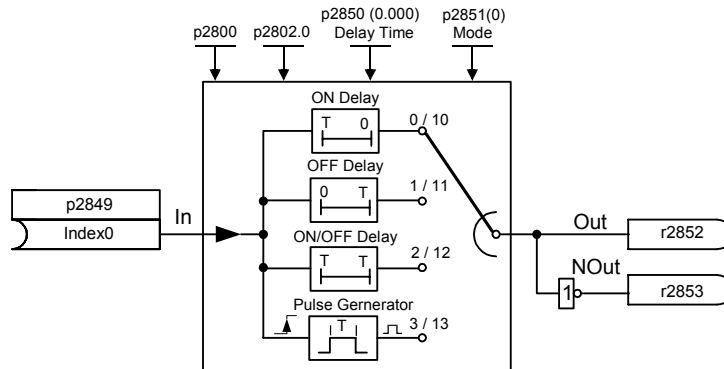 p2800
p2802.0
p2850 (0.000)
Delay Time
p2851(0)
Mode
ON Delay
T 0
0 / 10
OFF Delay
0 T
1 / 11
p2849
Index0
In
ON/OFF Delay
T T
2 / 12
Out
r2852
NOut
1
r2853
Pulse Gernerator
T
3 / 13